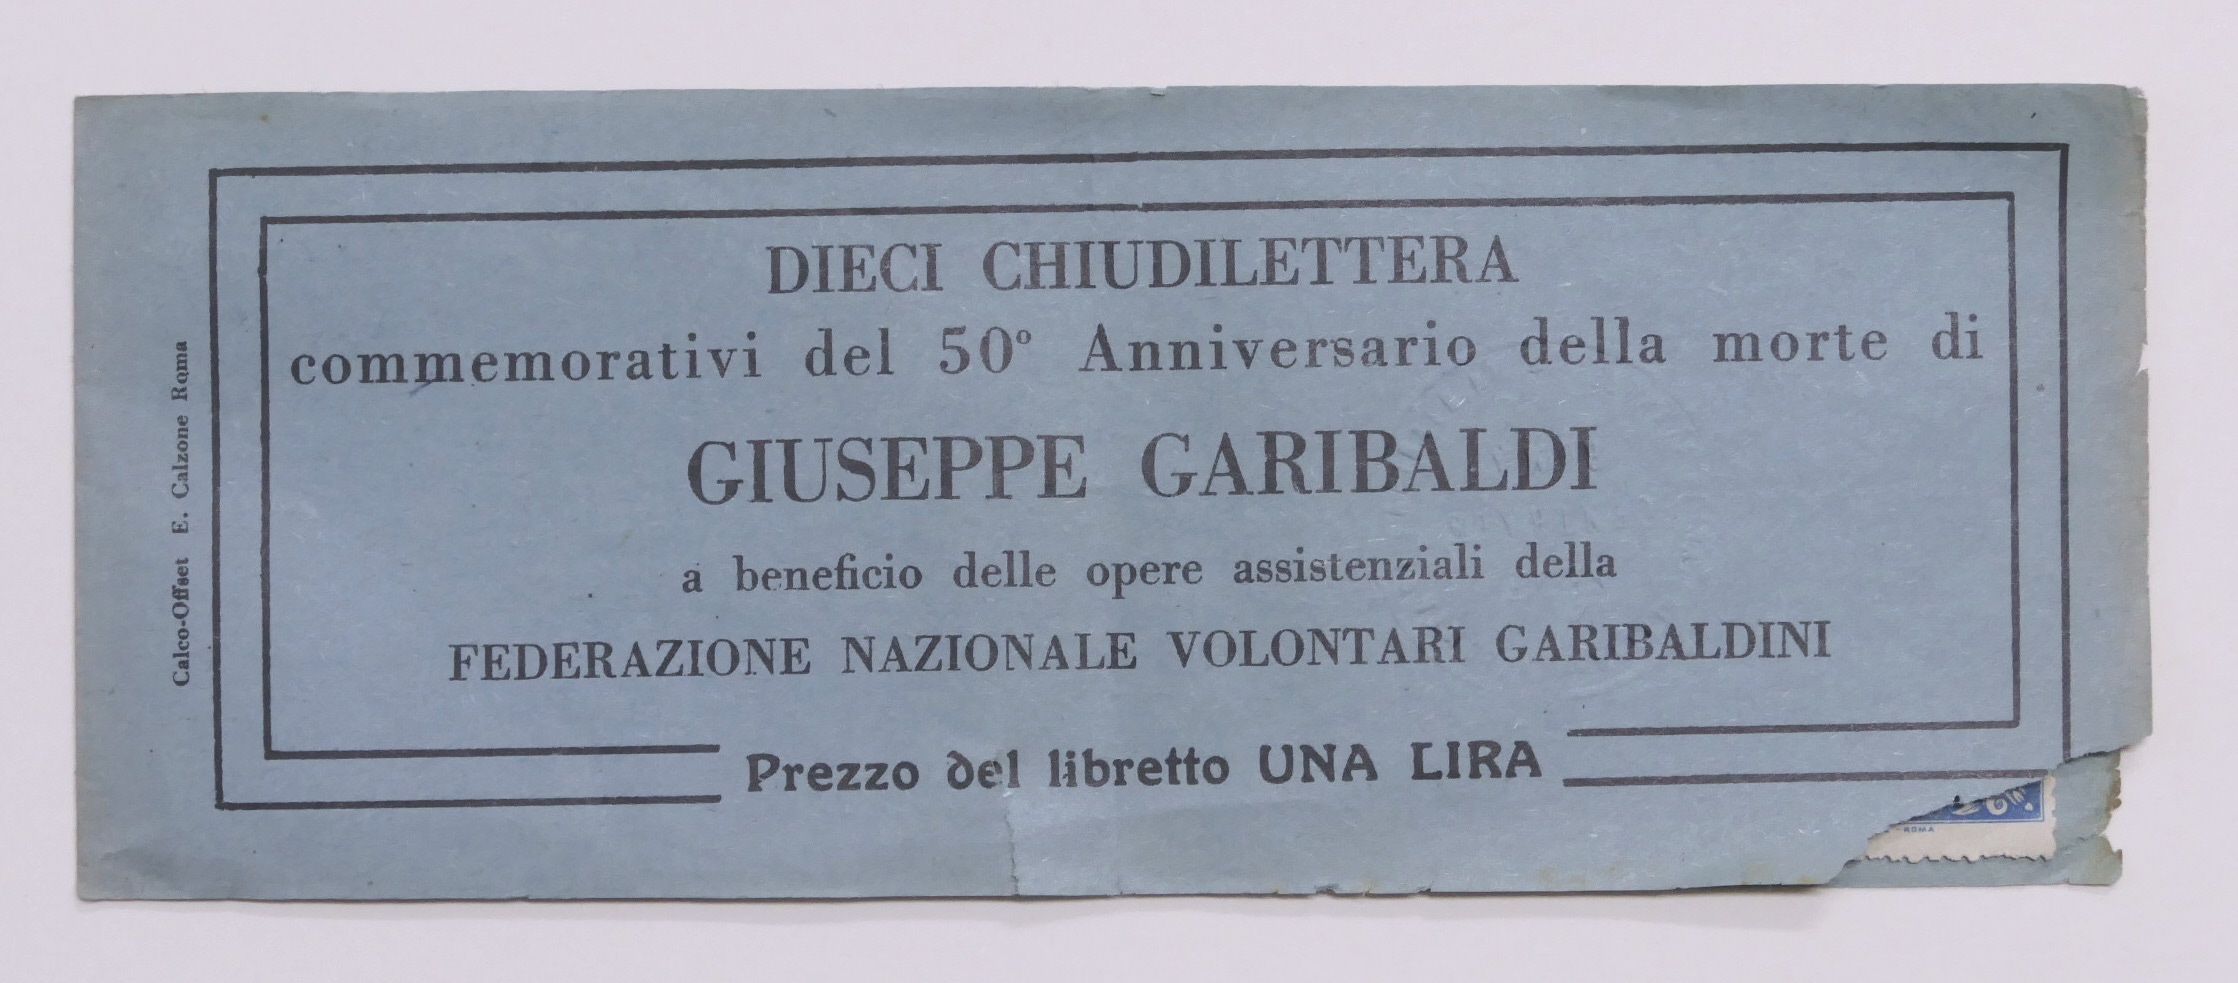 DIECI CHIUDILETTERA
commemorativi del 50° Anniversario della morte di
GIUSEPPE GARIBALDI
a beneficio delle opere assistenziali della
FEDERAZIONE NAZIONALE VOLONTARI GARIBALDINI
Prezzo del libretto UNA LIRA
Calco-Offset E. Calzone Roma
ROMA